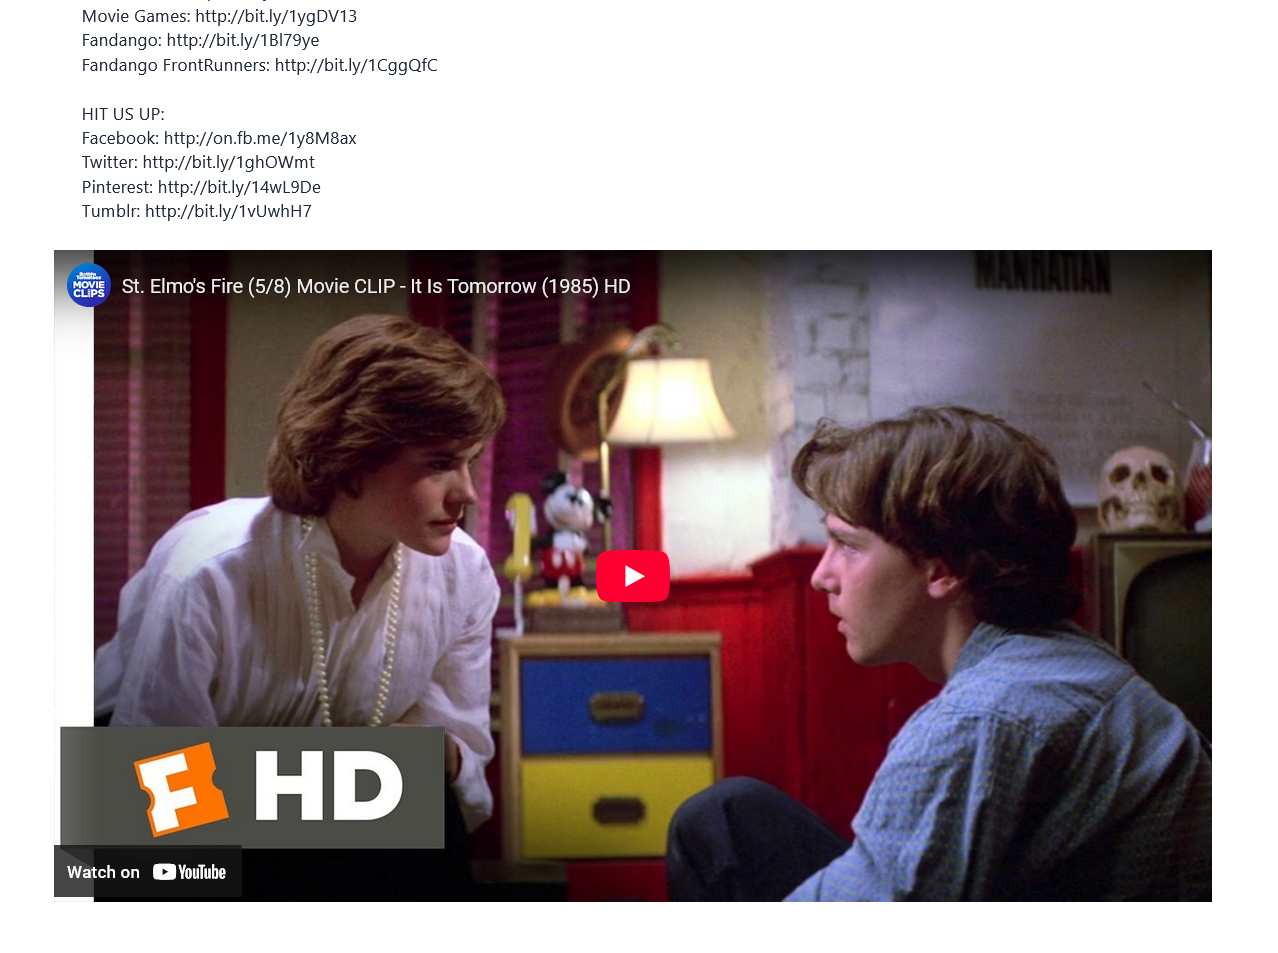 Movie Games: http://bit.ly/1ygDV13
Fandango: http://bit.ly/1Bl79ye
Fandango FrontRunners: http://bit.ly/1CggQfC
HIT US UP:
Facebook: http://on.fb.me/1y8M8ax
Twitter: http://bit.ly/1ghOWmt
Pinterest: http://bit.ly/14wL9De
Tumblr: http://bit.ly/1vUwhH7
MANHATTAN
Rotten Tomatoes MOVIE CLIPS
St. Elmo's Fire (5/8) Movie CLIP - It Is Tomorrow (1985) HD
F HD
Watch on YouTube